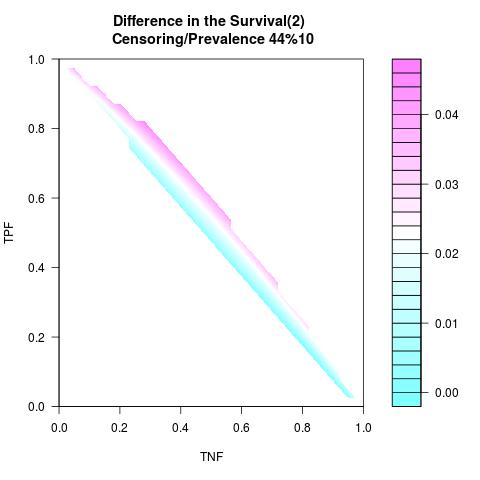 Difference in the Survival(2)
Censoring/Prevalence 44%10
1.0
0.8
0.6
0.4
0.2
0.0
TPF
0.0 0.2 0.4 0.6 0.8 1.0
TNF
0.04
0.03
0.02
0.01
0.00